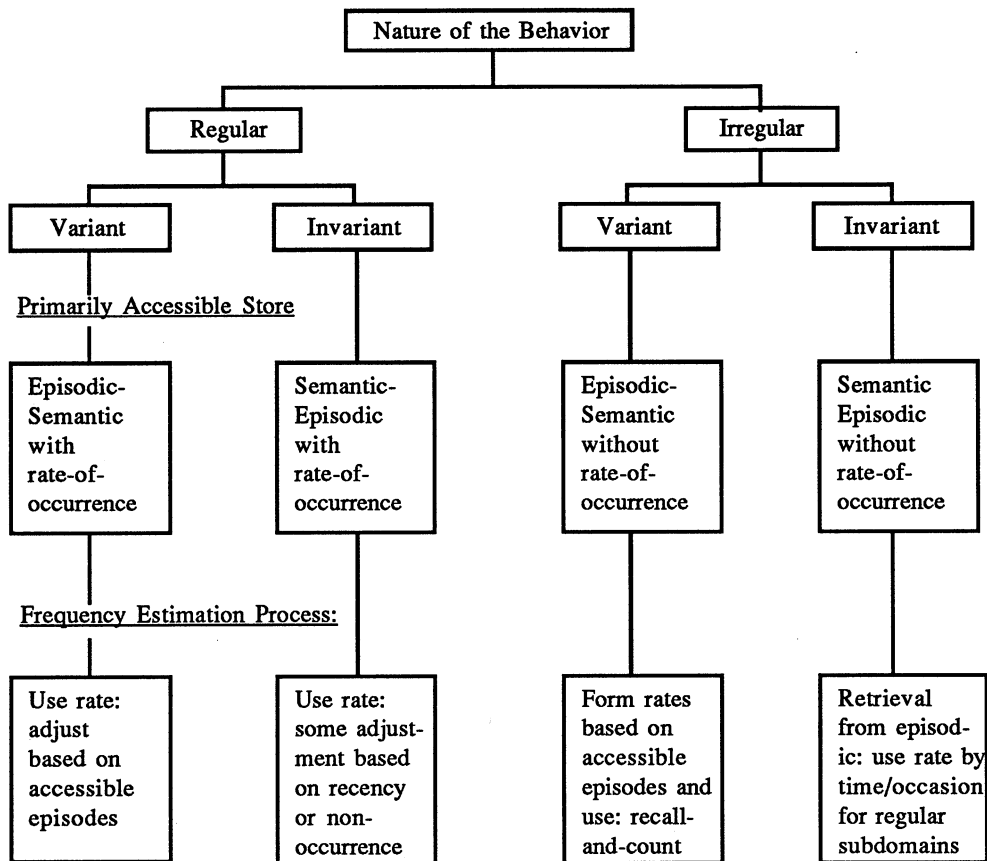 Nature of the Behavior
Regular
Irregular
Variant
Invariant
Variant
Invariant
Primarily Accessible Store
Episodic-
Semantic
with
rate-of-
occurrence
Semantic-
Episodic
with
rate-of-
occurrence
Episodic-
Semantic
without
rate-of-
occurrence
Semantic
Episodic
without
rate-of-
occurrence
Frequency Estimation Process:
Use rate:
adjust
based on
accessible
episodes
Use rate:
some adjust-
ment based
on recency
or non-
occurrence
Form rates
based on
accessible
episodes and
use: recall-
and-count
Retrieval
from episod-
ic: use rate by
time/occasion
for regular
subdomains